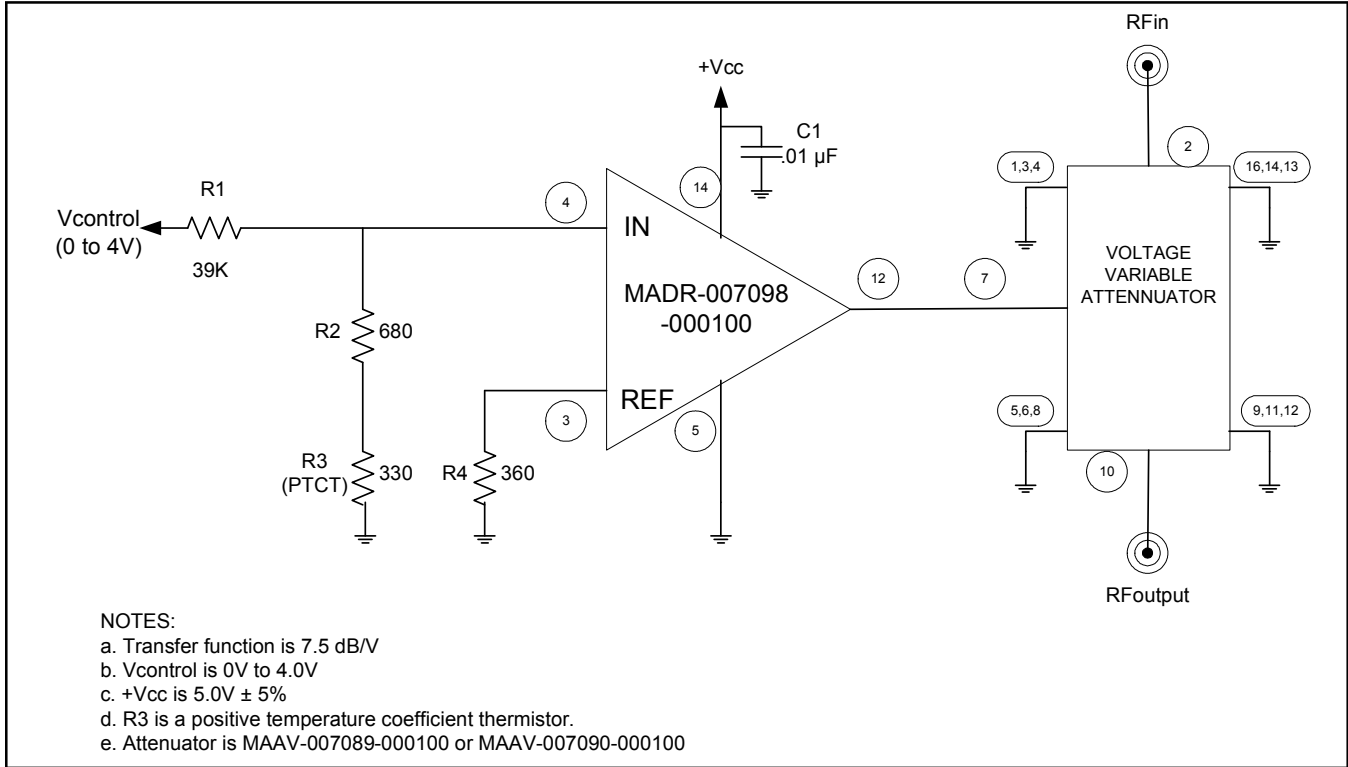 RFin
+Vcc
C1
.01 µF
2
1,3,4
16,14,13
14
R1
4
Vcontrol
(0 to 4V)
IN
39K
VOLTAGE
VARIABLE
ATTENNUATOR
12
7
MADR-007098
-000100
R2
680
REF
3
5
5,6,8
9,11,12
R3
(PTCT)
330
R4
360
10
RFoutput
NOTES:
a. Transfer function is 7.5 dB/V
b. Vcontrol is 0V to 4.0V
c. +Vcc is 5.0V ± 5%
d. R3 is a positive temperature coefficient thermistor.
e. Attenuator is MAAV-007089-000100 or MAAV-007090-000100